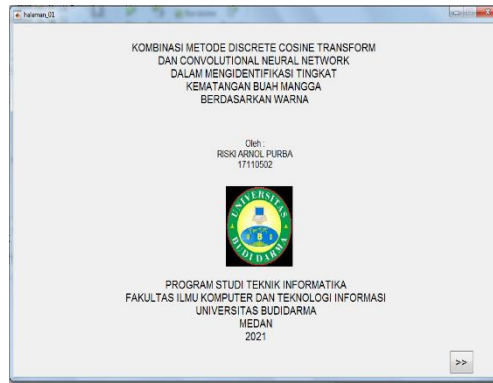 halaman_01
KOMBINASI METODE DISCRETE COSINE TRANSFORM
DAN CONVOLUTIONAL NEURAL NETWORK
DALAM MENGIDENTIFIKASI TINGKAT
KEMATANGAN BUAH MANGGA
BERDASARKAN WARNA
Oleh :
RISKI ARNOL PURBA
17110502
UNIVERSITAS
BUDI DARMA
PROGRAM STUDI TEKNIK INFORMATIKA
FAKULTAS ILMU KOMPUTER DAN TEKNOLOGI INFORMASI
UNIVERSITAS BUDIDARMA
MEDAN
2021
>>